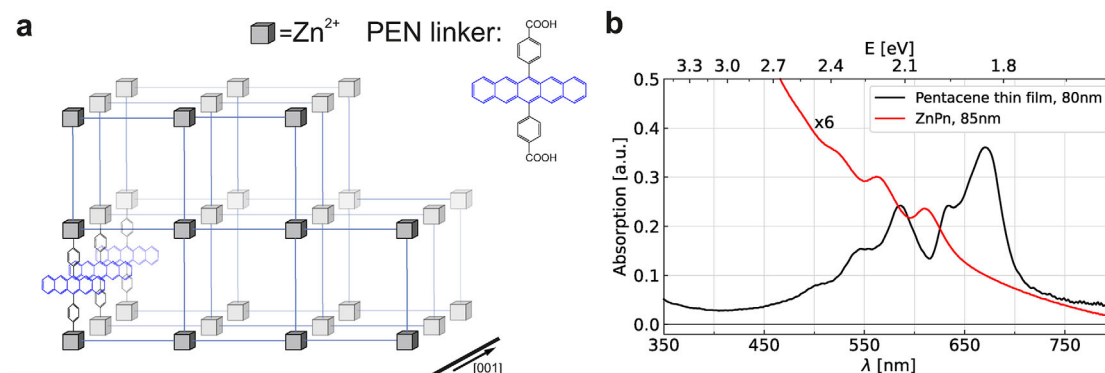 a
=Zn²⁺ PEN linker:
COOH
COOH
[001]
b
E [eV]
3.3 3.0 2.7 2.4 2.1 1.8
0.5
0.4
0.3
0.2
0.1
0.0
Absorption [a.u.]
x6
Pentacene thin film, 80nm
ZnPn, 85nm
350 450 550 650 750
λ [nm]